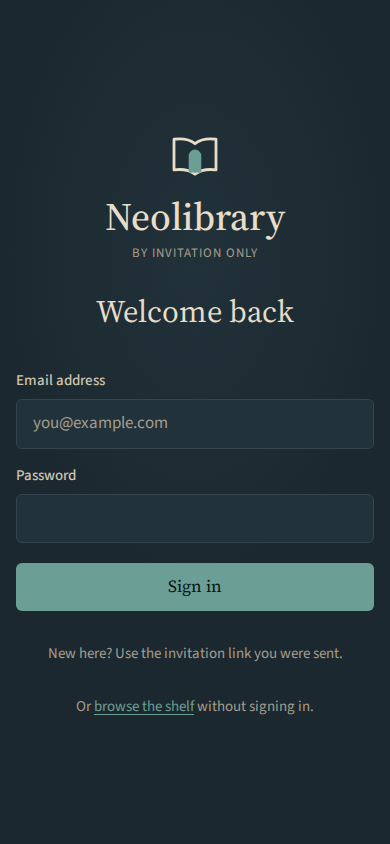 Neolibrary
BY INVITATION ONLY
Welcome back
Email address
you@example.com
Password
Sign in
New here? Use the invitation link you were sent.
Or browse the shelf without signing in.